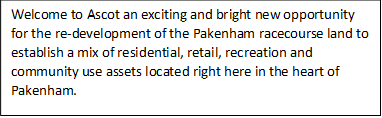 Welcome to Ascot an exciting and bright new opportunity
for the re-development of the Pakenham racecourse land to
establish a mix of residential, retail, recreation and
community use assets located right here in the heart of
Pakenham.